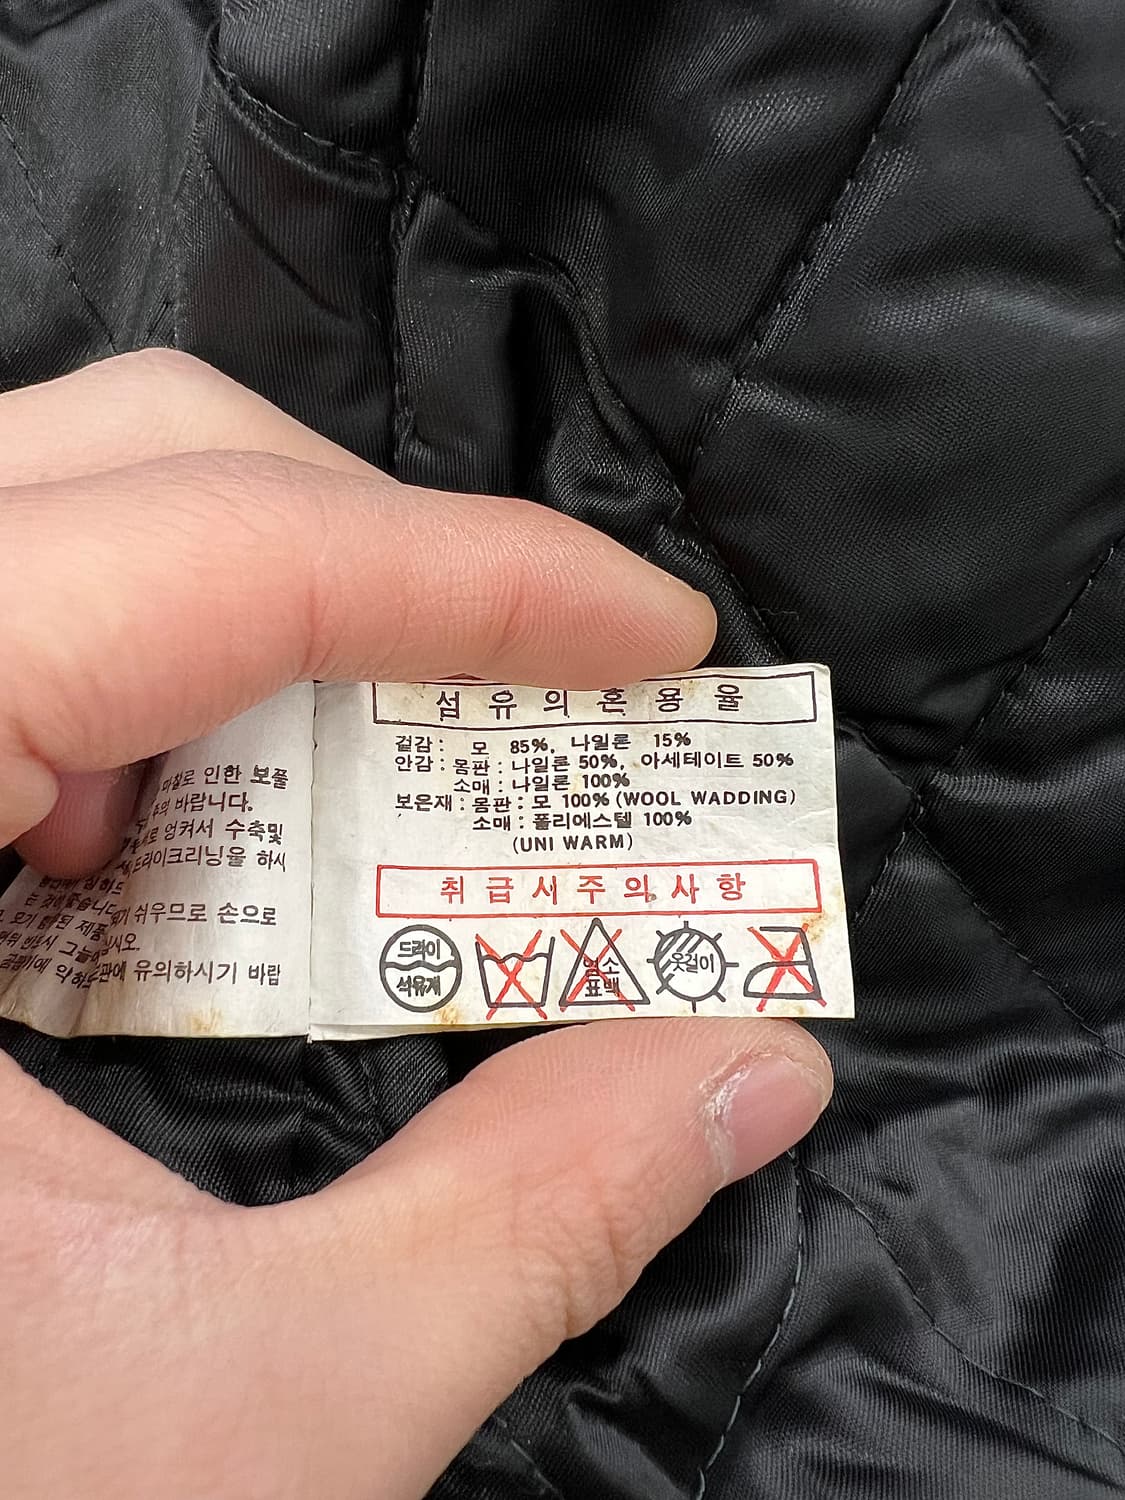 마찰로 인한 보풀
주의 바랍니다.
엉켜서 수축및
드라이크리닝을 하시
쉬우므로 손으로
에 유의하시기 바랍
섬유의혼용율
겉감: 모 85%, 나일론 15%
안감: 몸판: 나일론 50%, 아세테이트 50%
소매: 나일론 100%
보온재: 몸판: 모 100% (WOOL WADDING)
소매: 폴리에스텔 100%
(UNI WARM)
취급시주의사항
드라이
석유계
염소
표백
옷걸이